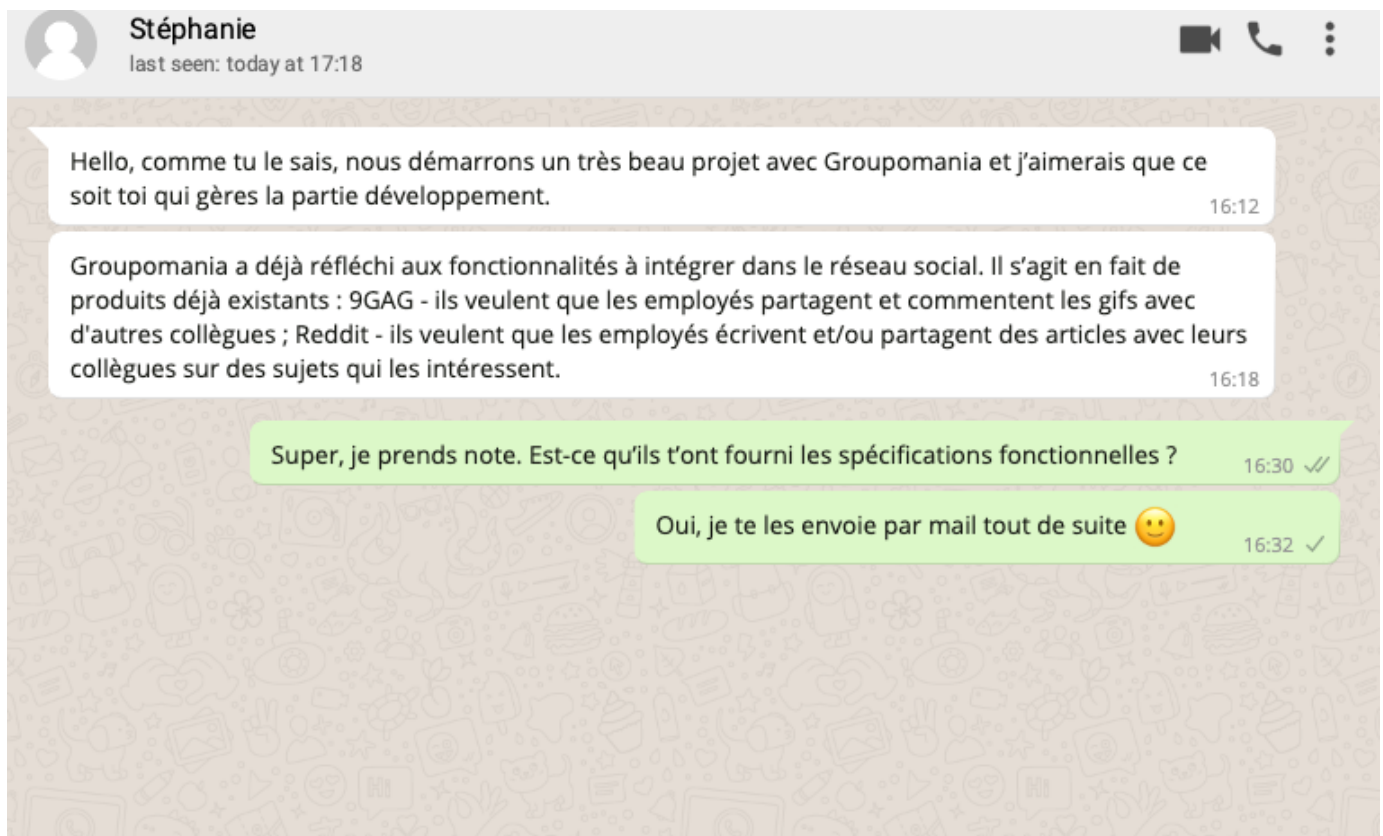 Stéphanie
last seen: today at 17:18
Hello, comme tu le sais, nous démarrons un très beau projet avec Groupomania et j’aimerais que ce
soit toi qui gères la partie développement.
16:12
Groupomania a déjà réfléchi aux fonctionnalités à intégrer dans le réseau social. Il s’agit en fait de
produits déjà existants : 9GAG - ils veulent que les employés partagent et commentent les gifs avec
d'autres collègues ; Reddit - ils veulent que les employés écrivent et/ou partagent des articles avec leurs
collègues sur des sujets qui les intéressent.
16:18
Super, je prends note. Est-ce qu’ils t’ont fourni les spécifications fonctionnelles ?
16:30
Oui, je te les envoie par mail tout de suite 🙂
16:32